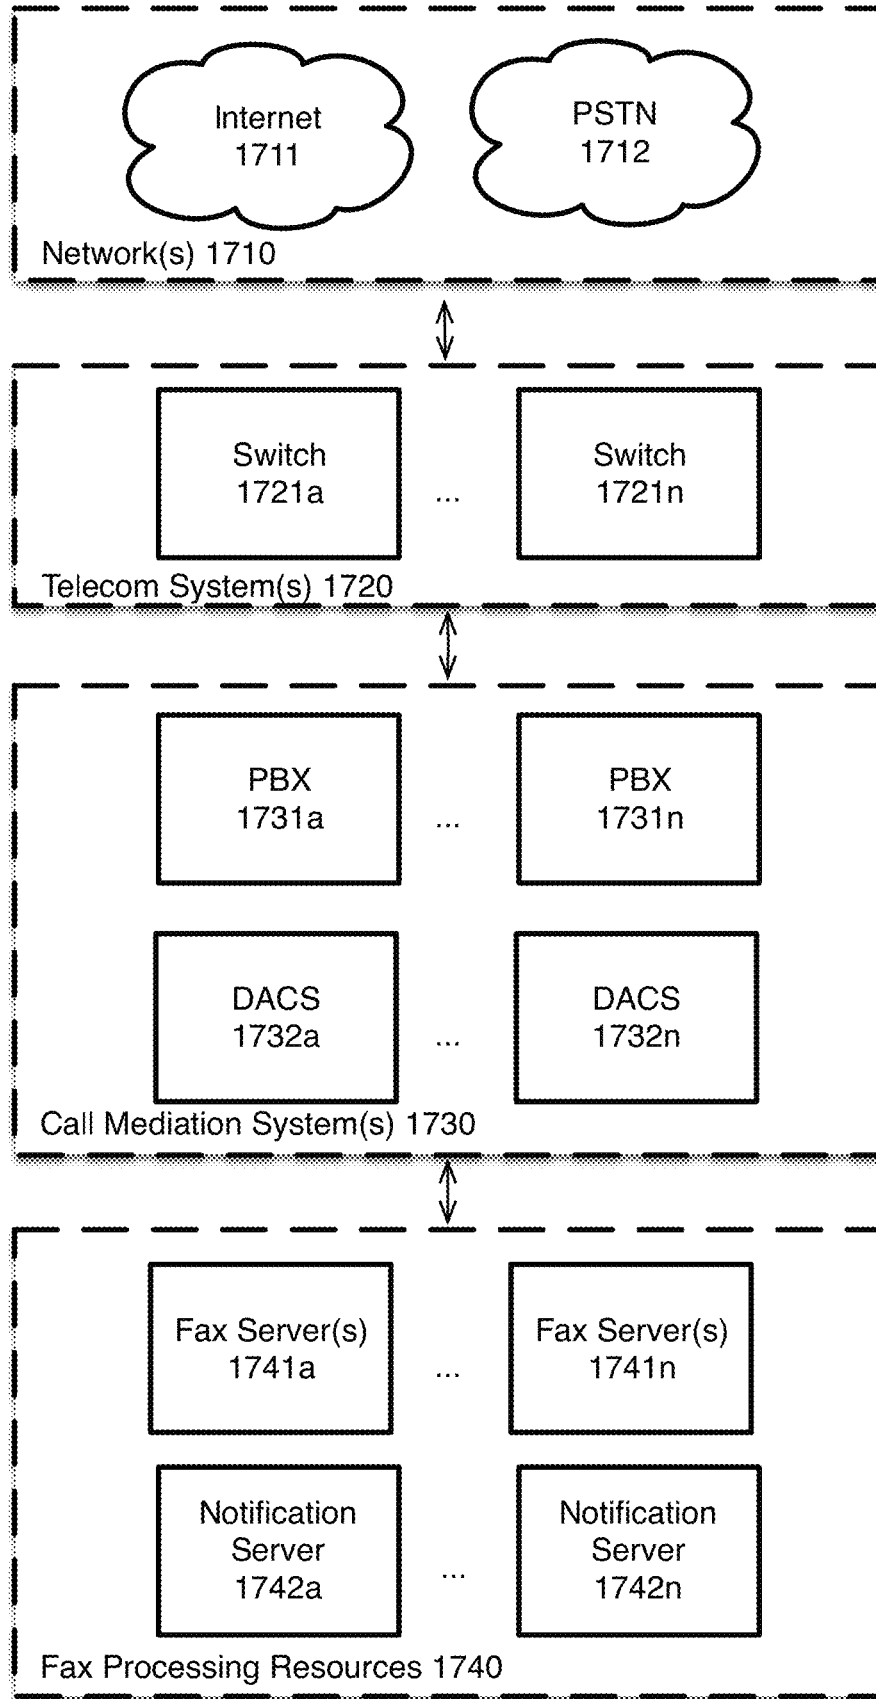 Internet
1711
PSTN
1712
Network(s) 1710
Switch
1721a
...
Switch
1721n
Telecom System(s) 1720
PBX
1731a
...
PBX
1731n
DACS
1732a
...
DACS
1732n
Call Mediation System(s) 1730
Fax Server(s)
1741a
...
Fax Server(s)
1741n
Notification
Server
1742a
...
Notification
Server
1742n
Fax Processing Resources 1740